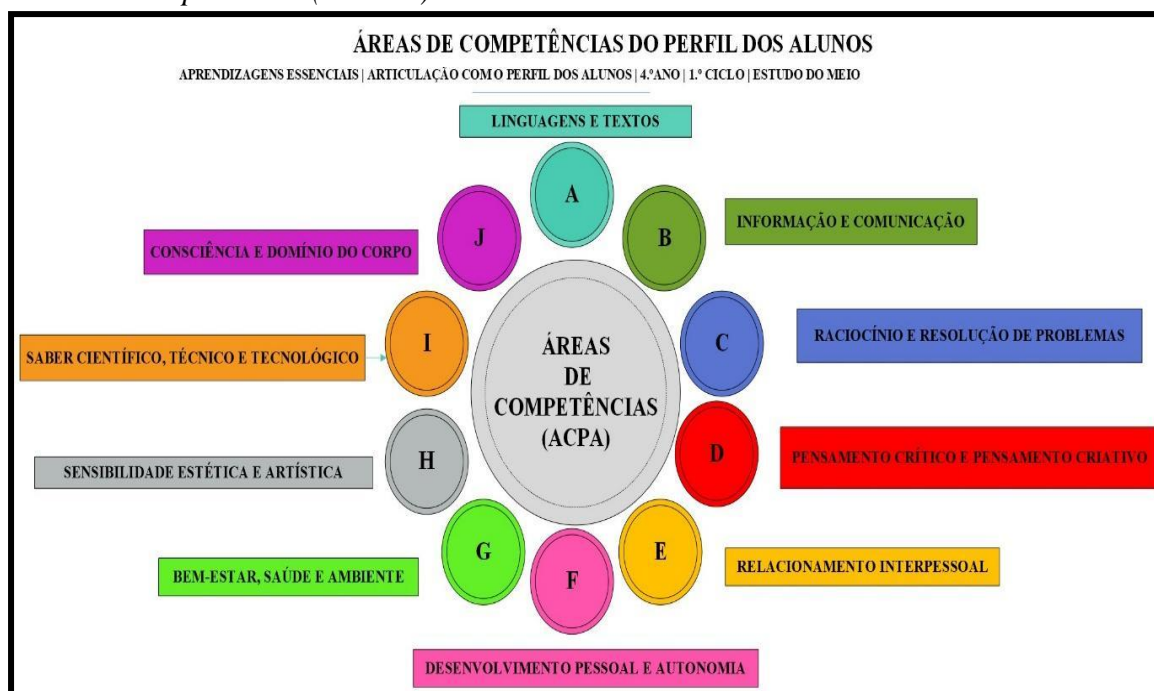 ÁREAS DE COMPETÊNCIAS DO PERFIL DOS ALUNOS
APRENDIZAGENS ESSENCIAIS | ARTICULAÇÃO COM O PERFIL DOS ALUNOS | 4.ºANO | 1.º CICLO | ESTUDO DO MEIO
LINGUAGENS E TEXTOS
A
J
B
INFORMAÇÃO E COMUNICAÇÃO
CONSCIÊNCIA E DOMÍNIO DO CORPO
I
C
RACIOCÍNIO E RESOLUÇÃO DE PROBLEMAS
SABER CIENTÍFICO, TÉCNICO E TECNOLÓGICO
ÁREAS
DE
COMPETÊNCIAS
(ACPA)
H
D
PENSAMENTO CRÍTICO E PENSAMENTO CRIATIVO
SENSIBILIDADE ESTÉTICA E ARTÍSTICA
G
E
RELACIONAMENTO INTERPESSOAL
BEM-ESTAR, SAÚDE E AMBIENTE
F
DESENVOLVIMENTO PESSOAL E AUTONOMIA